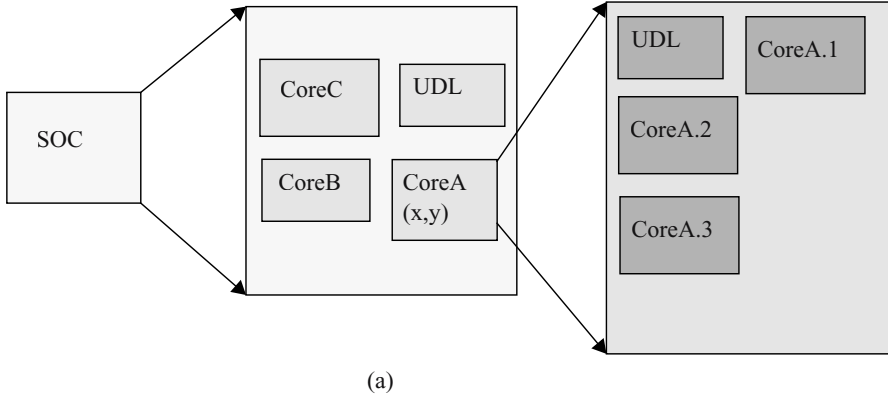 SOC
CoreC
UDL
CoreB
CoreA
(x,y)
UDL
CoreA.1
CoreA.2
CoreA.3
(a)